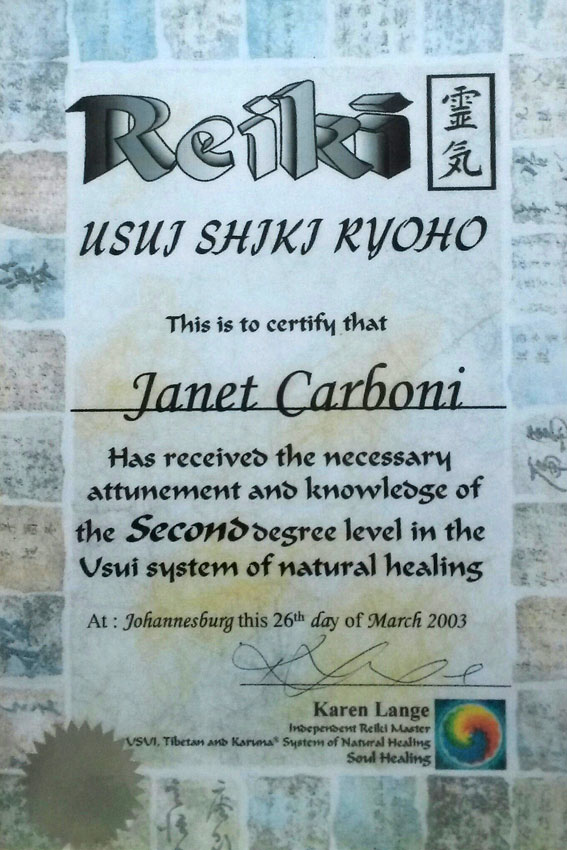 Reiki
霊
気
USUI SHIKI RYOHO
This is to certify that
Janet Carboni
Has received the necessary
attunement and knowledge of
the Second degree level in the
Usui system of natural healing
At : Johannesburg this 26th day of March 2003
Karen Lange
Independent Reiki Master
USUI, Tibetan and Karuna® System of Natural Healing
Soul Healing